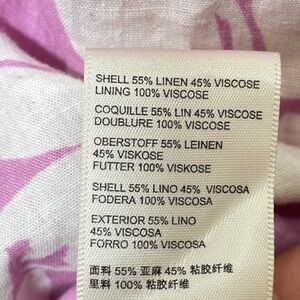 SHELL 55% LINEN 45% VISCOSE
LINING 100% VISCOSE
COQUILLE 55% LIN 45% VISCOSE
DOUBLURE 100% VISCOSE
OBERSTOFF 55% LEINEN
45% VISKOSE
FUTTER 100% VISKOSE
SHELL 55% LINO 45% VISCOSA
FODERA 100% VISCOSA
EXTERIOR 55% LINO
45% VISCOSA
FORRO 100% VISCOSA
面料 55% 亚麻 45% 粘胶纤维
里料 100% 粘胶纤维